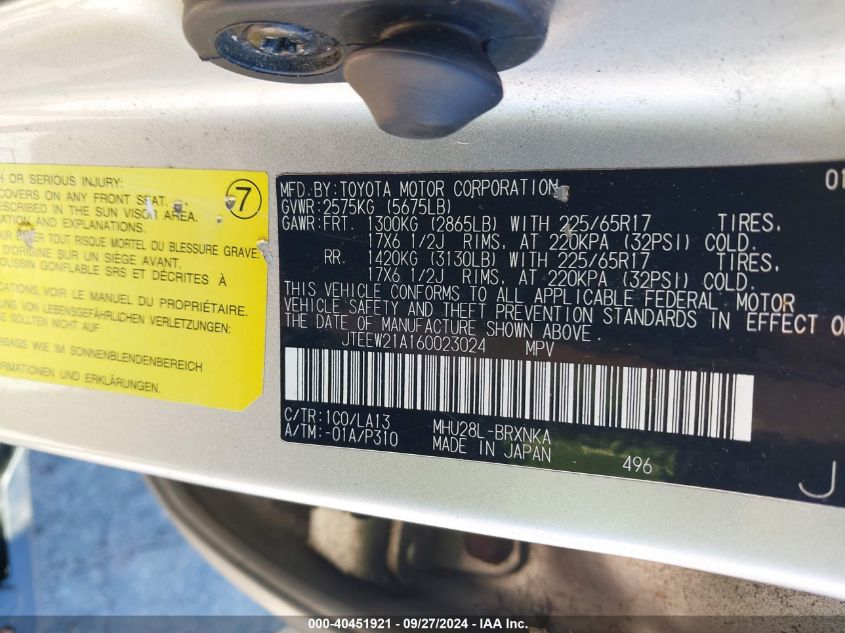 H OR SERIOUS INJURY:
COVERS ON ANY FRONT SEAT.
DESCRIBED IN THE SUN VISOR AREA.
ATION AND EXPLANATIONS.
7
TOUT RISQUE MORTEL OU BLESSURE GRAVE:
D'ORIGINE SUR UN SIÈGE AVANT.
OUSSIN GONFLABLE SRS ET DÉCRITES À
CATIONS, VOIR LE MANUEL DU PROPRIÉTAIRE.
UNG VON LEBENSGEFÄHRLICHEN VERLETZUNGEN:
E SOLLTEN NICHT AUF
RBAGS WIE IM SONNENBLENDENBEREICH
FORMATIONEN UND ERKLÄRUNGEN.
01
MFD. BY: TOYOTA MOTOR CORPORATION
GVWR: 2575KG (5675LB)
GAWR: FRT. 1300KG (2865LB) WITH 225/65R17 TIRES.
17X6 1/2J RIMS. AT 220KPA (32PSI) COLD.
RR. 1420KG (3130LB) WITH 225/65R17 TIRES.
17X6 1/2J RIMS. AT 220KPA (32PSI) COLD.
THIS VEHICLE CONFORMS TO ALL APPLICABLE FEDERAL MOTOR
VEHICLE SAFETY AND THEFT PREVENTION STANDARDS IN EFFECT O
THE DATE OF MANUFACTURE SHOWN ABOVE.
JTEEW21A160023024 MPV
C/TR: 1C0/LA13 MHU28L-BRXNKA
A/TM: -01A/P310 MADE IN JAPAN
496
J
000-40451921 - 09/27/2024 - IAA Inc.